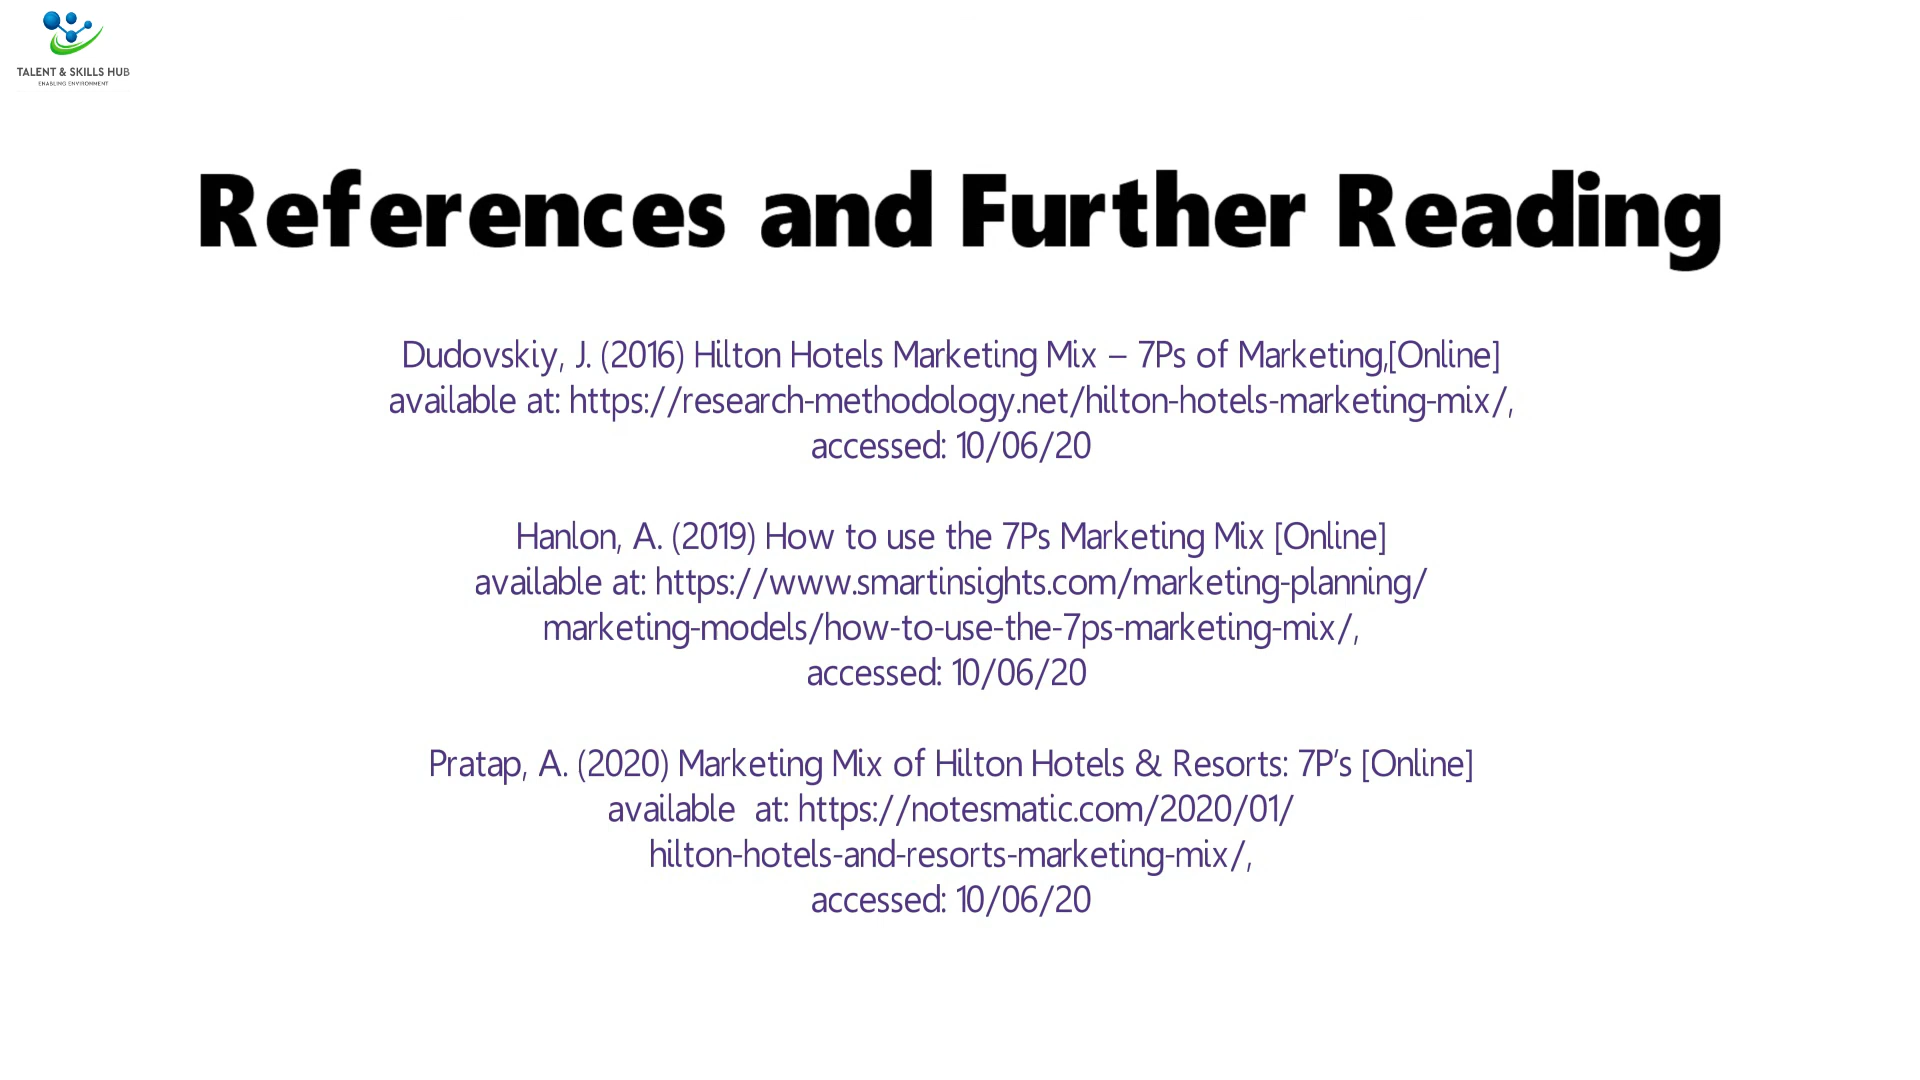 TALENT & SKILLS HUB
ENABLING ENVIRONMENT
References and Further Reading
Dudovskiy, J. (2016) Hilton Hotels Marketing Mix – 7Ps of Marketing,[Online]
available at: https://research-methodology.net/hilton-hotels-marketing-mix/,
accessed: 10/06/20
Hanlon, A. (2019) How to use the 7Ps Marketing Mix [Online]
available at: https://www.smartinsights.com/marketing-planning/
marketing-models/how-to-use-the-7ps-marketing-mix/,
accessed: 10/06/20
Pratap, A. (2020) Marketing Mix of Hilton Hotels & Resorts: 7P’s [Online]
available  at: https://notesmatic.com/2020/01/
hilton-hotels-and-resorts-marketing-mix/,
accessed: 10/06/20